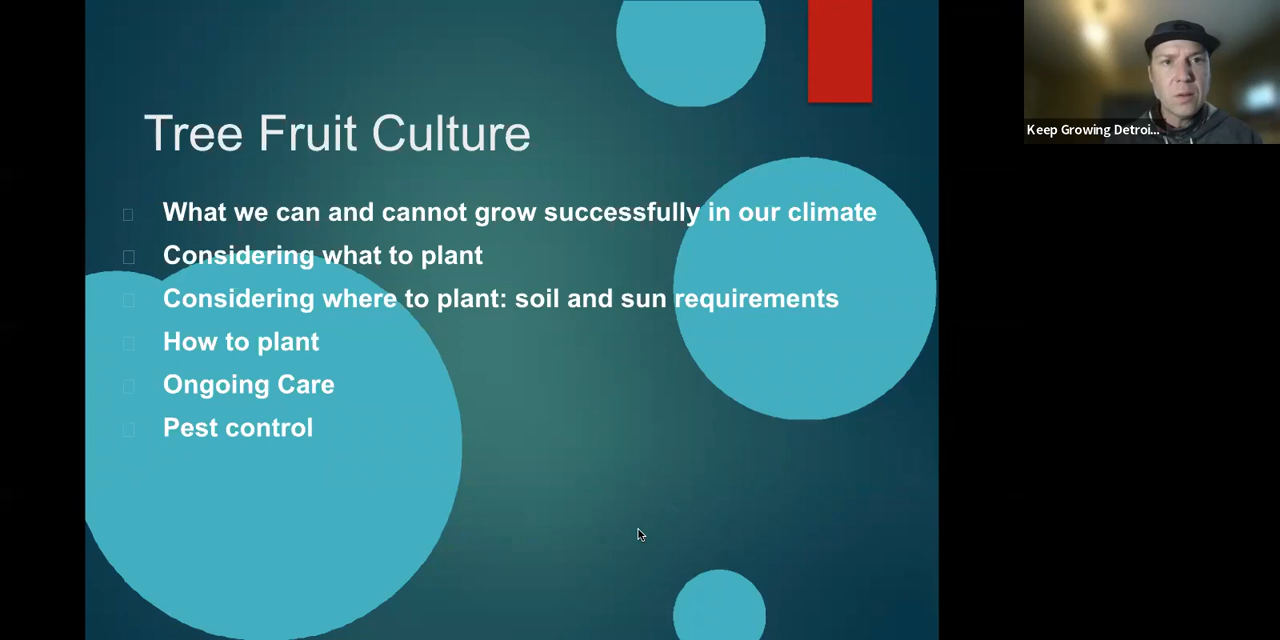 Tree Fruit Culture
What we can and cannot grow successfully in our climate
Considering what to plant
Considering where to plant: soil and sun requirements
How to plant
Ongoing Care
Pest control
Keep Growing Detroi...